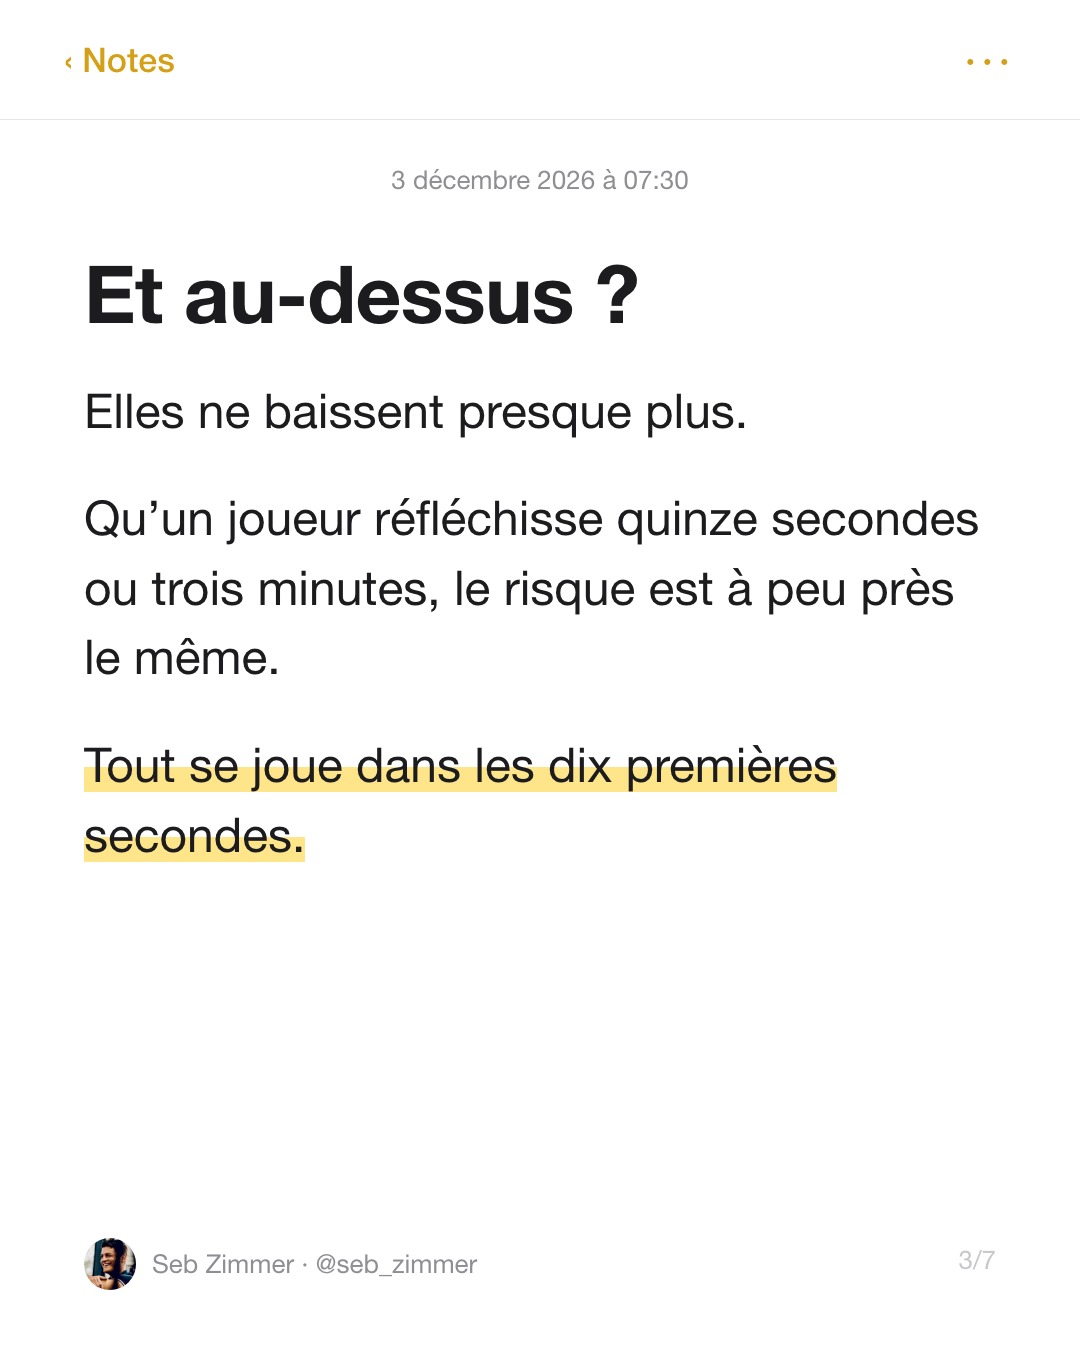 ‹ Notes
3 décembre 2026 à 07:30
Et au-dessus ?
Elles ne baissent presque plus.
Qu’un joueur réfléchisse quinze secondes
ou trois minutes, le risque est à peu près
le même.
Tout se joue dans les dix premières
secondes.
Seb Zimmer · @seb_zimmer
3/7